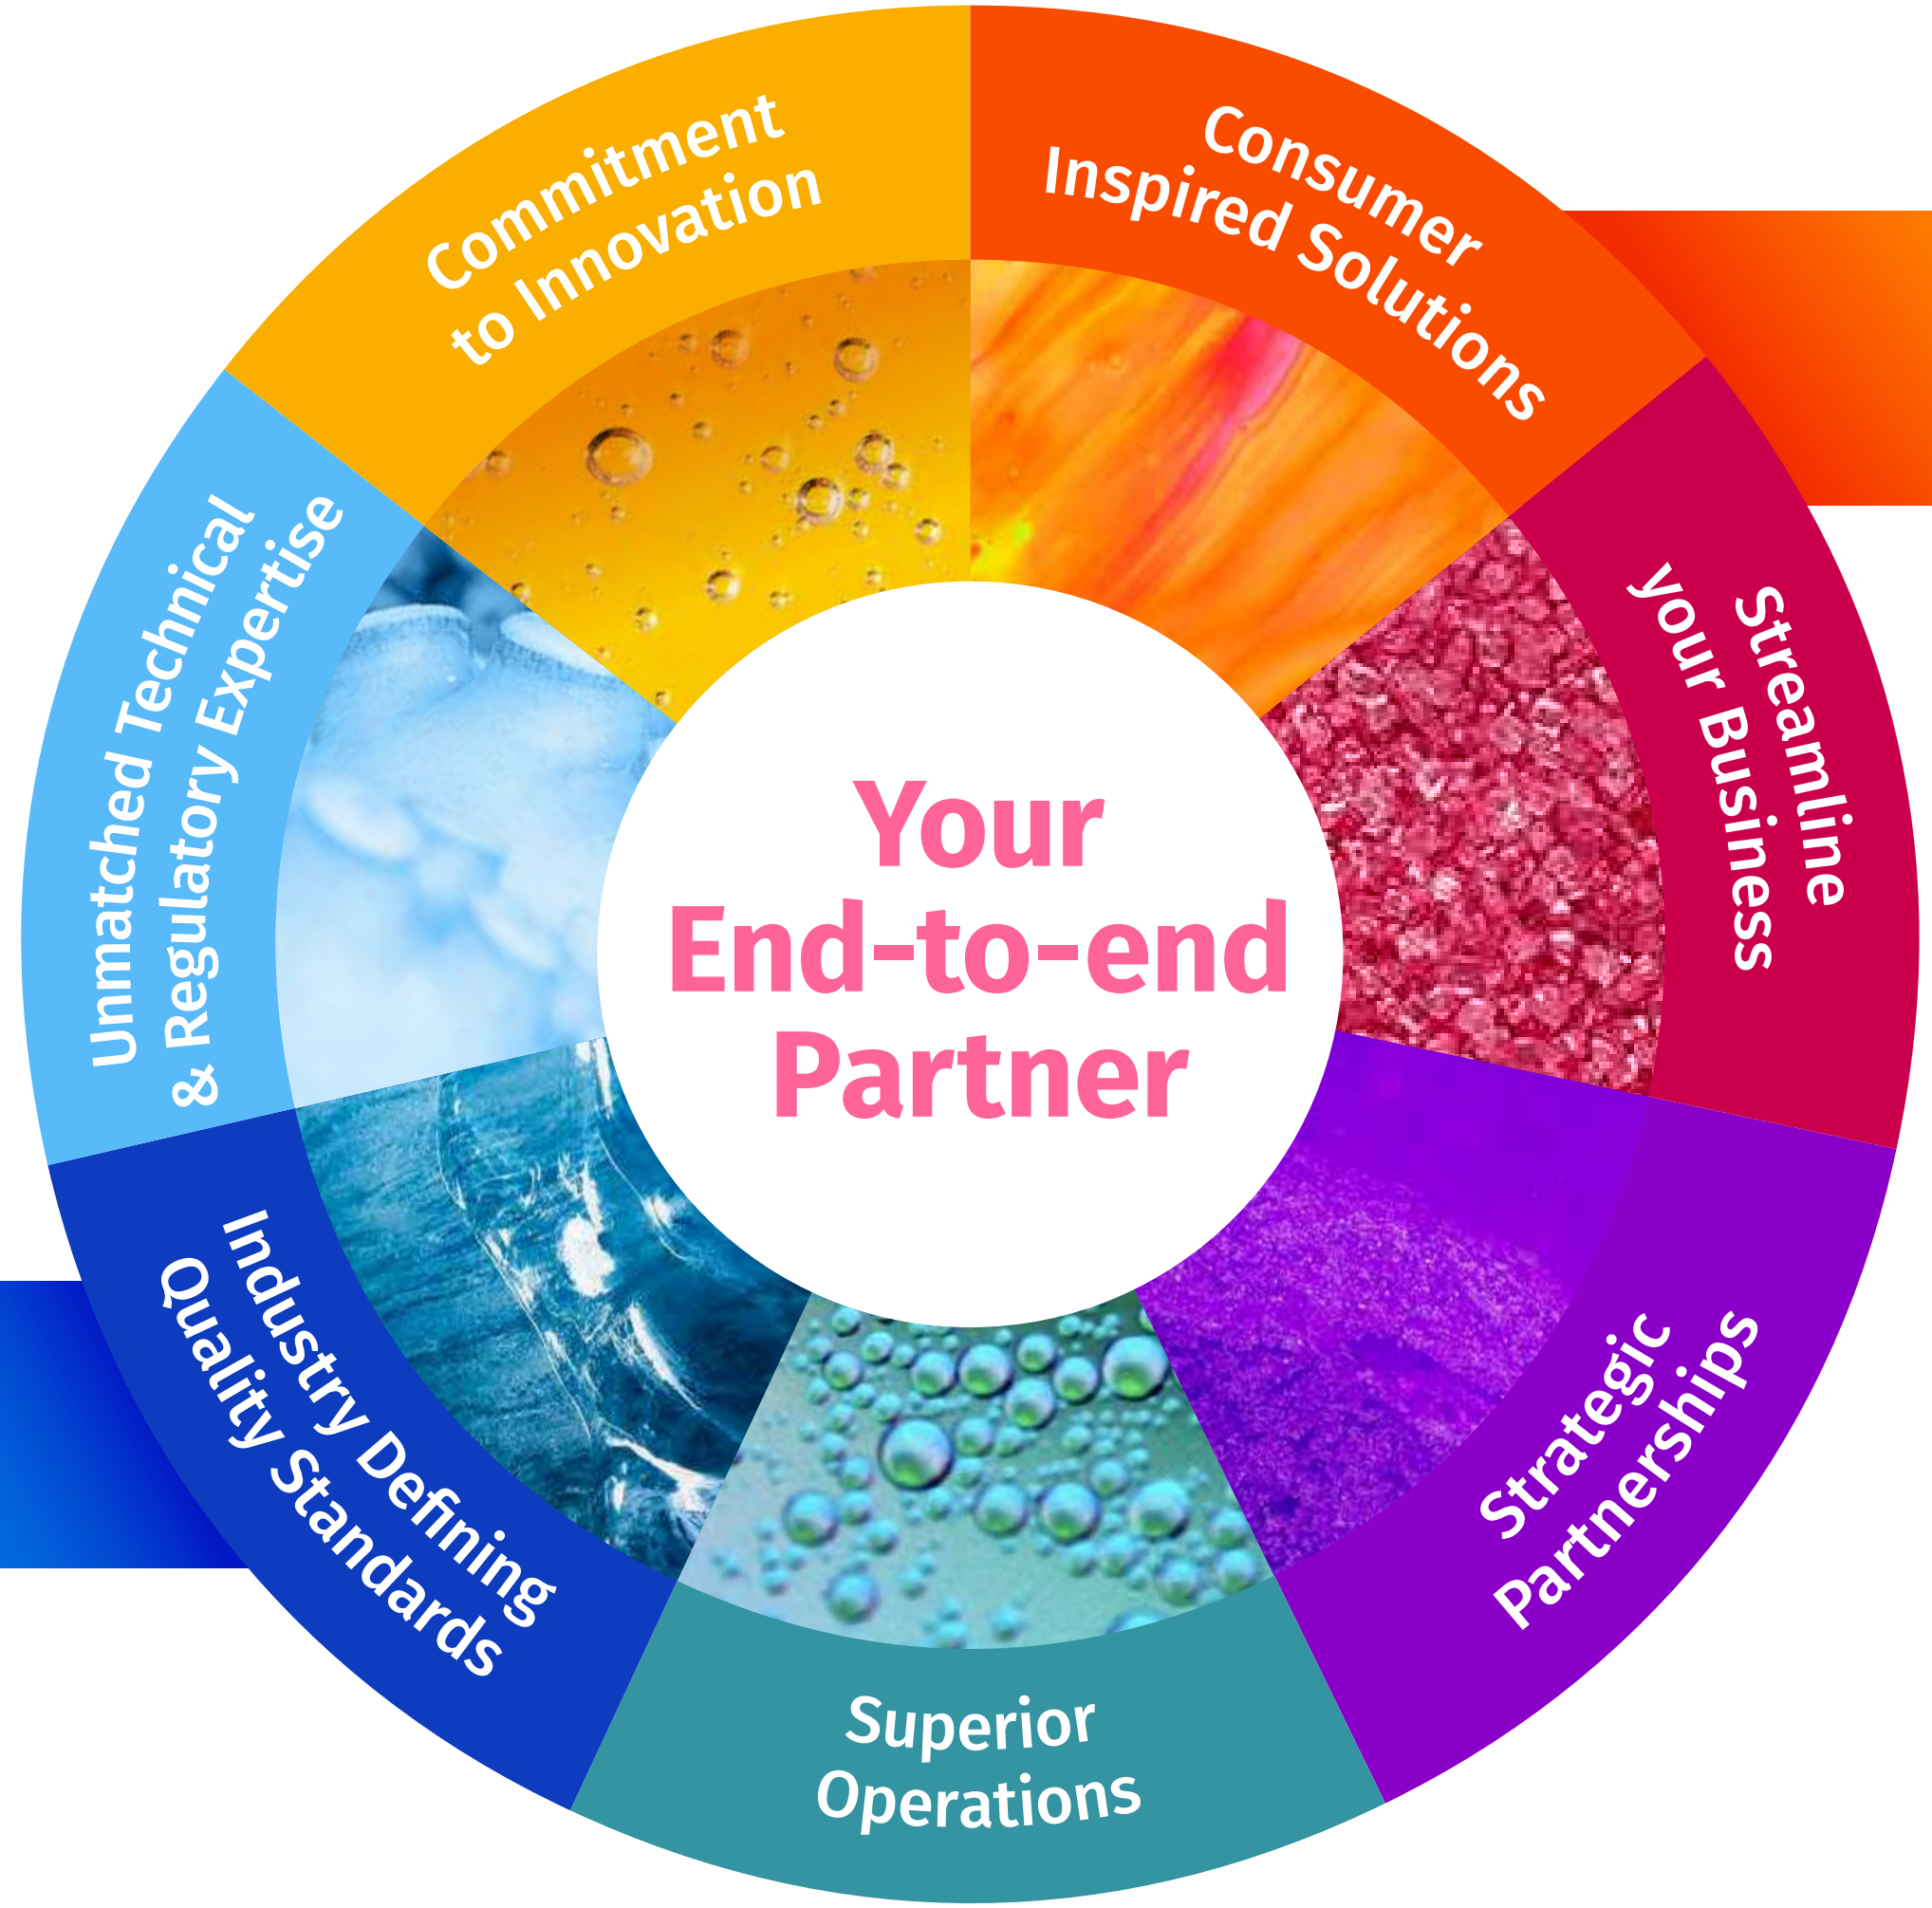 Commitment
to Innovation
Consumer
Inspired Solutions
Streamline
your Business
Strategic
Partnerships
Superior
Operations
Industry Defining
Quality Standards
Unmatched Technical
& Regulatory Expertise
Your
End-to-end
Partner